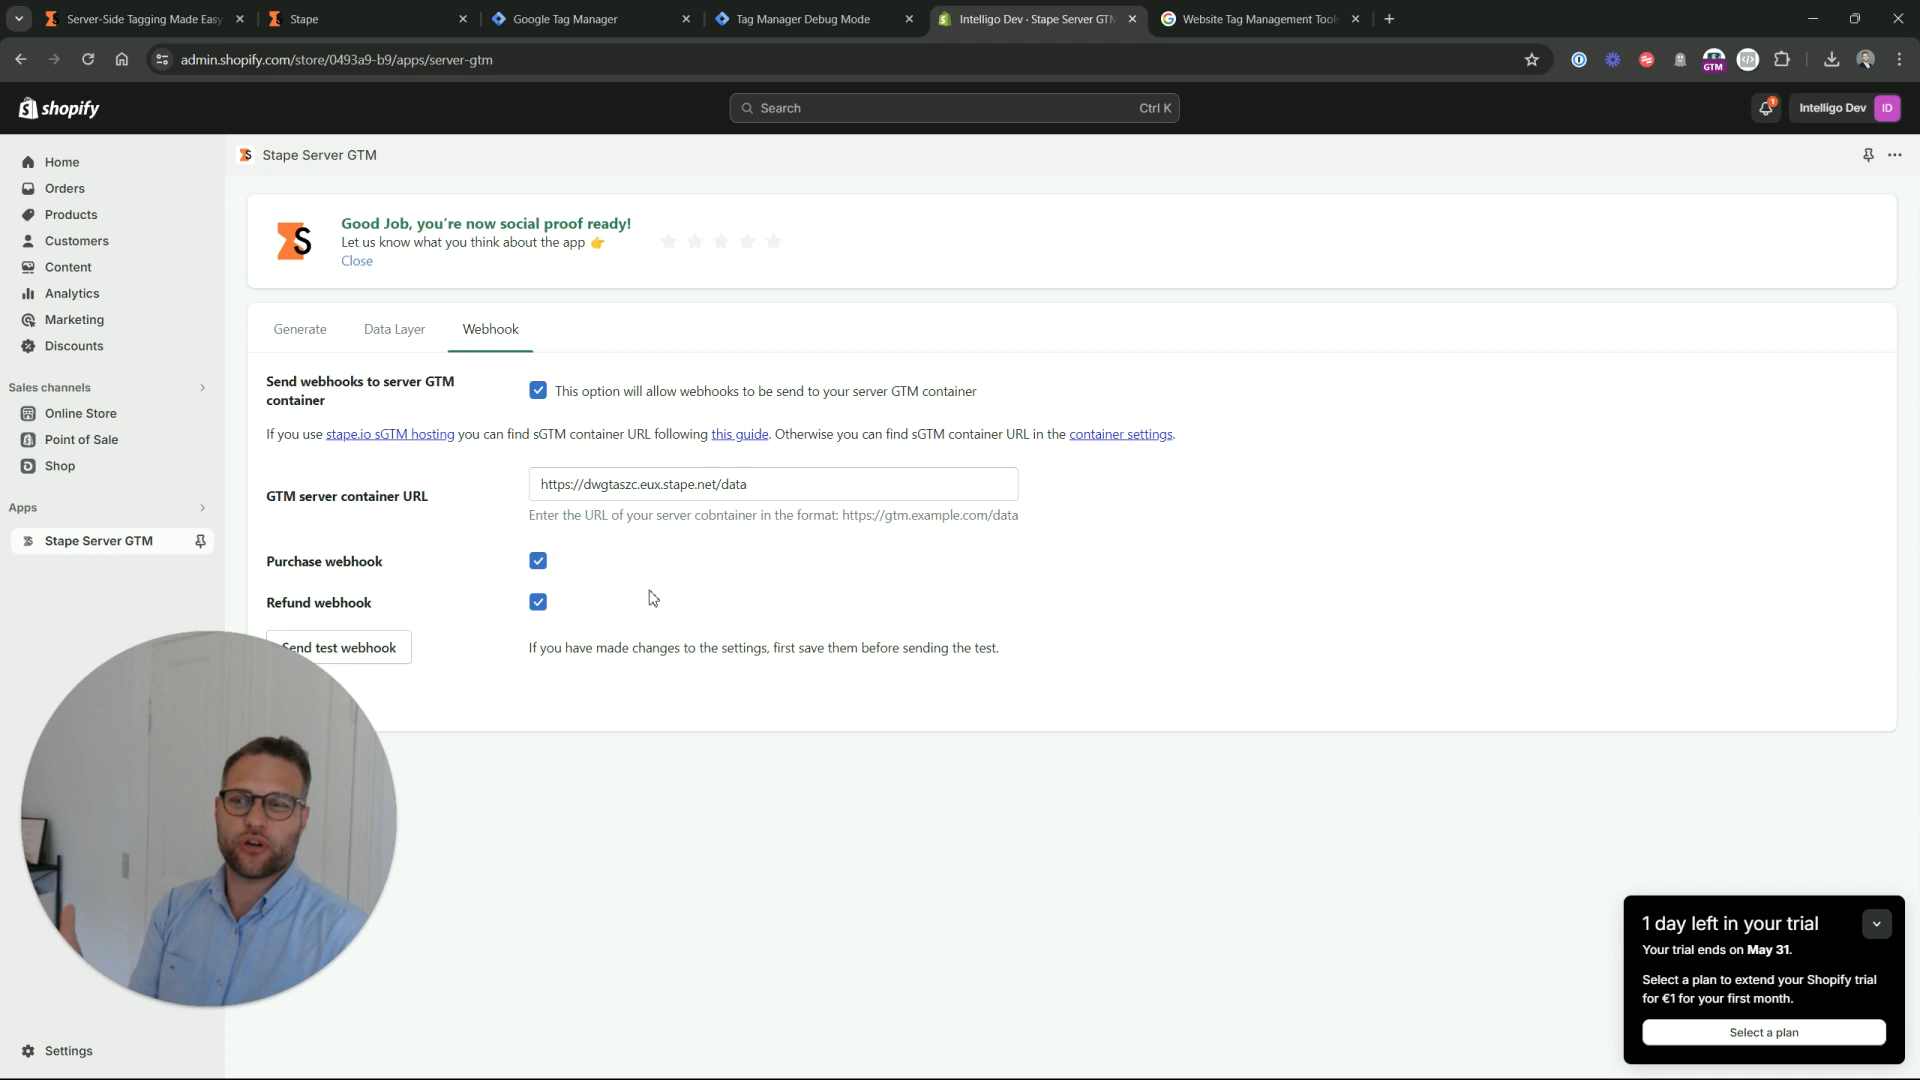 Server-Side Tagging Made Easy
Stape
Google Tag Manager
Tag Manager Debug Mode
Intelligo Dev - Stape Server GTM
Website Tag Management Tool
admin.shopify.com/store/0493a9-b9/apps/server-gtm
GTM
shopify
Search
Ctrl K
1
Intelligo Dev
ID
Home
Orders
Products
Customers
Content
Analytics
Marketing
Discounts
Sales channels
Online Store
Point of Sale
Shop
Apps
Stape Server GTM
Settings
Stape Server GTM
Good Job, you're now social proof ready!
Let us know what you think about the app
Close
Generate
Data Layer
Webhook
Send webhooks to server GTM
container
This option will allow webhooks to be send to your server GTM container
If you use stape.io sGTM hosting you can find sGTM container URL following this guide. Otherwise you can find sGTM container URL in the container settings.
GTM server container URL
https://dwgtaszc.eux.stape.net/data
Enter the URL of your server cobntainer in the format: https://gtm.example.com/data
Purchase webhook
Refund webhook
Send test webhook
If you have made changes to the settings, first save them before sending the test.
1 day left in your trial
Your trial ends on May 31.
Select a plan to extend your Shopify trial
for €1 for your first month.
Select a plan